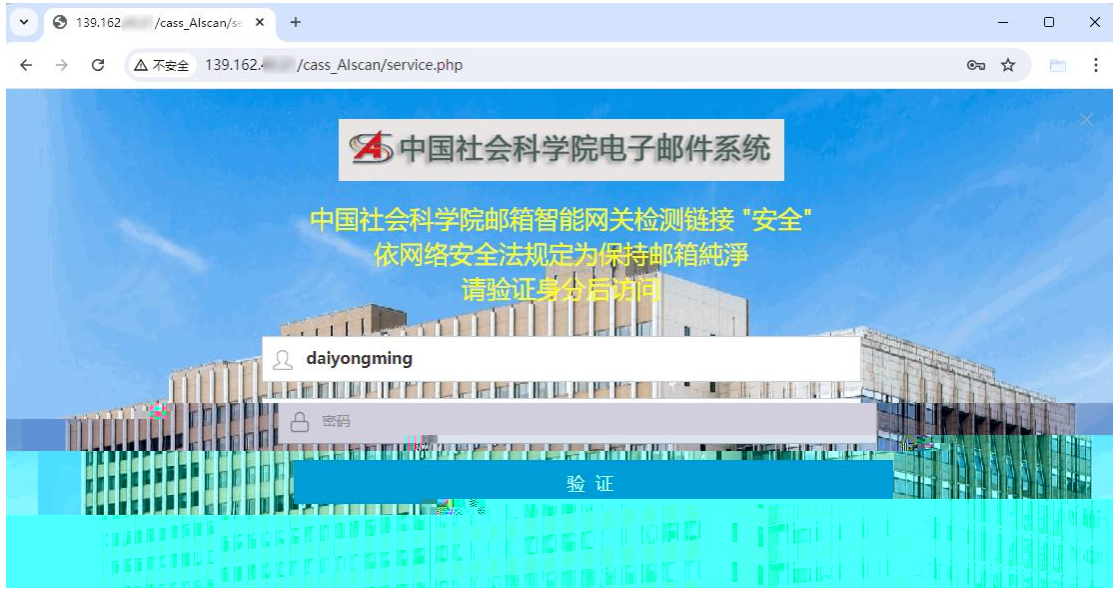 139.162 /cass_AIscan/se
不安全 139.162. /cass_AIscan/service.php
中国社会科学院电子邮件系统
中国社会科学院邮箱智能网关检测链接 "安全"
依网络安全法规定为保持邮箱純淨
请验证身分后访问
daiyongming
密码
验 证